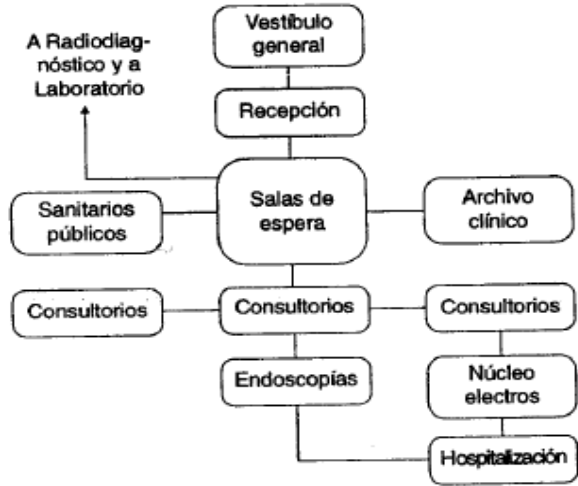 Vestíbulo
general
A Radiodiag-
nóstico y a
Laboratorio
Recepción
Salas de
espera
Sanitarios
públicos
Archivo
clínico
Consultorios
Consultorios
Consultorios
Endoscopías
Núcleo
electros
Hospitalización